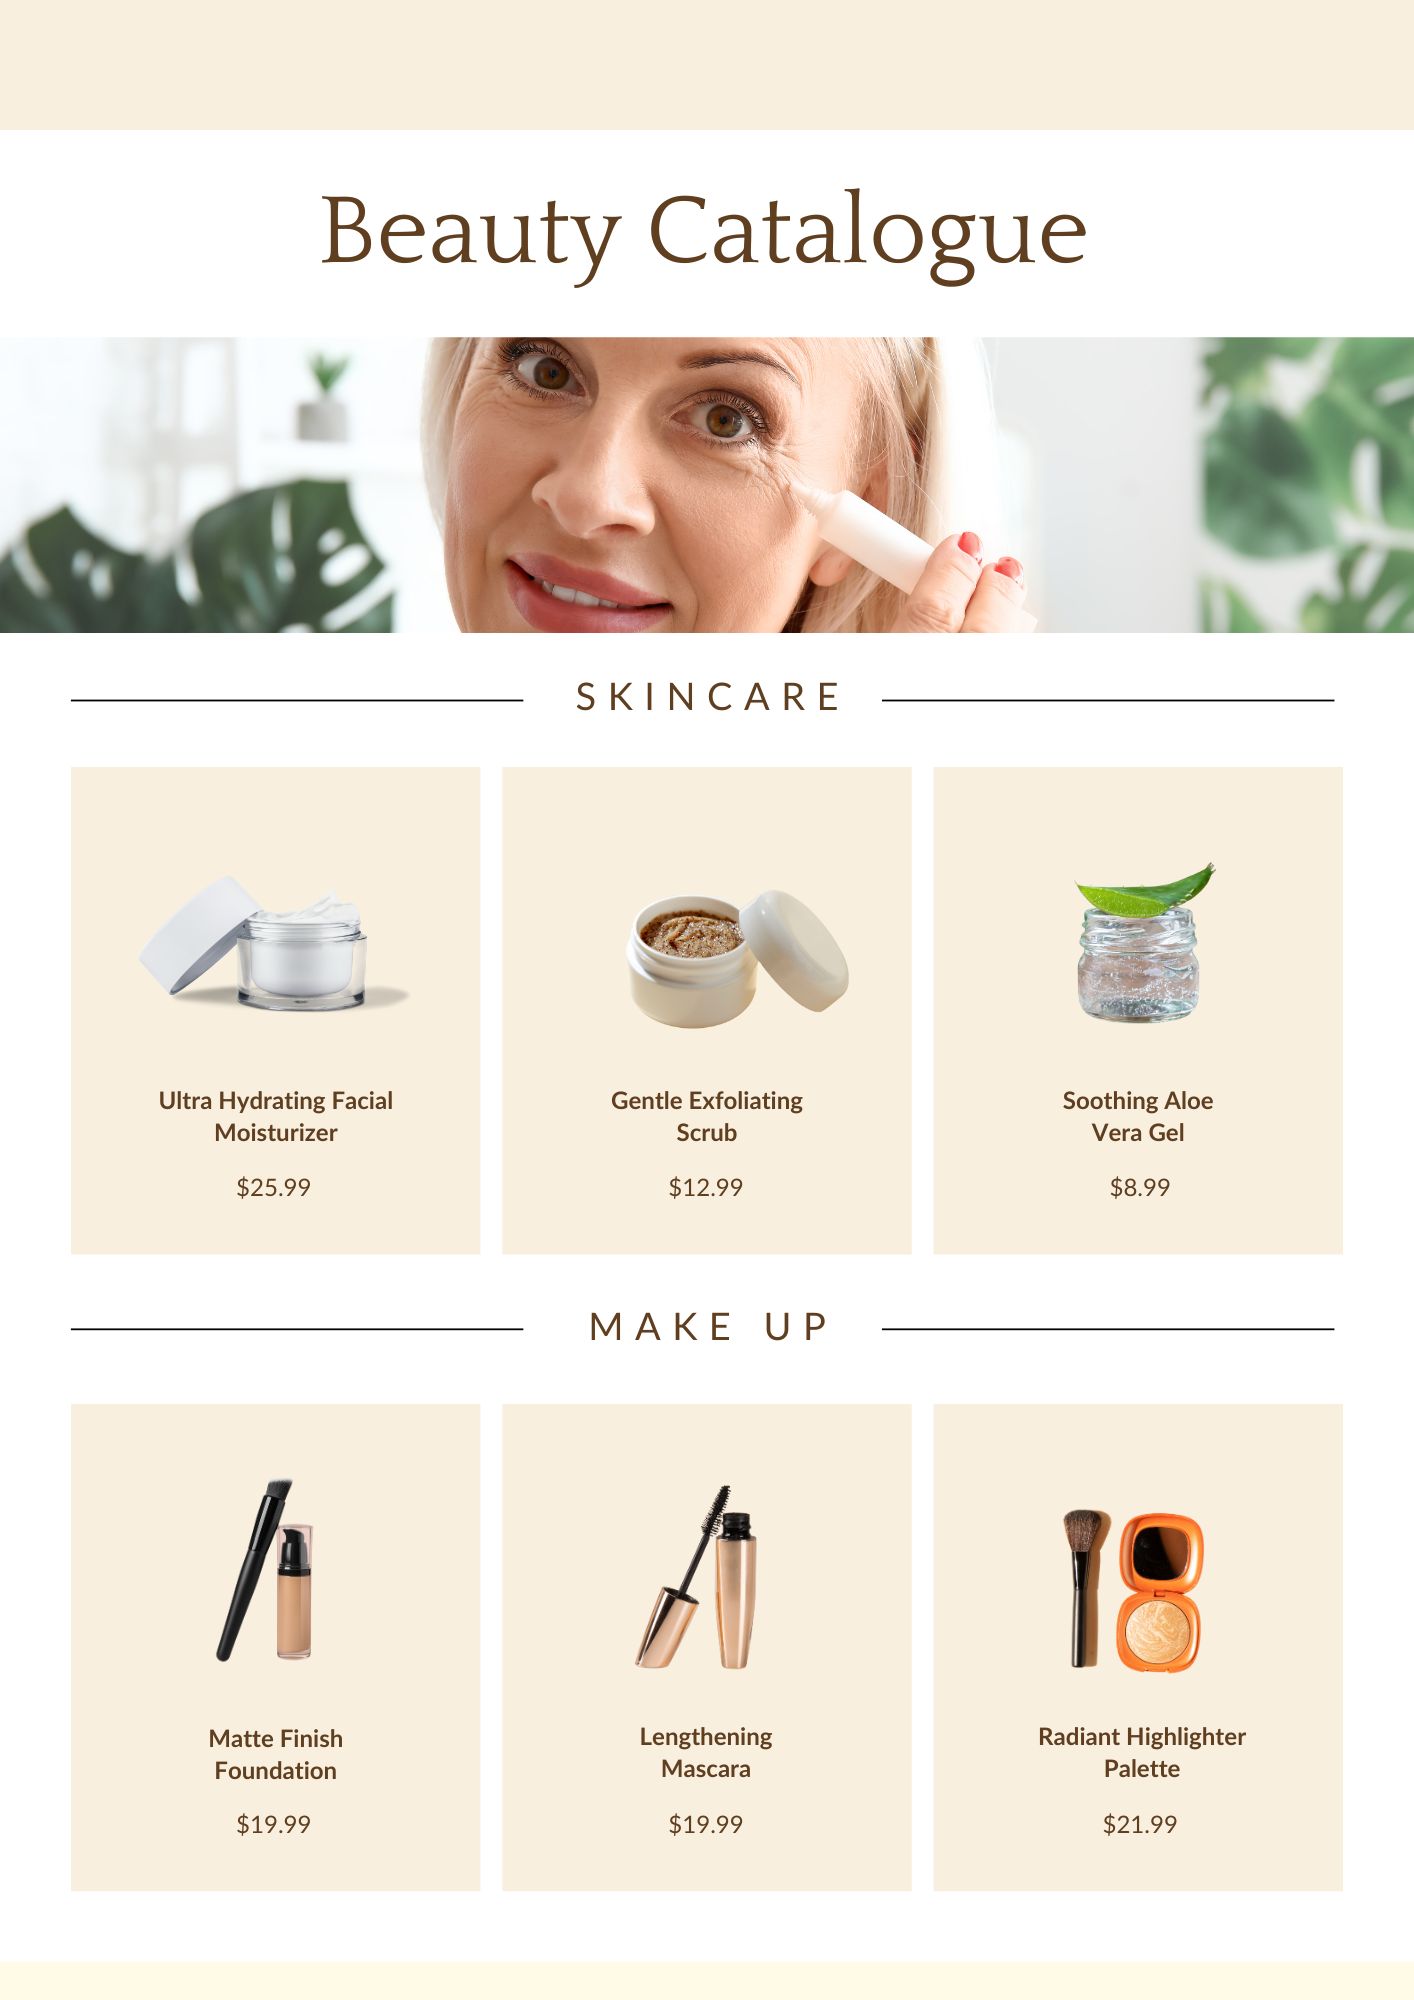 Beauty Catalogue
SKINCARE
Ultra Hydrating Facial
Moisturizer
$25.99
Gentle Exfoliating
Scrub
$12.99
Soothing Aloe
Vera Gel
$8.99
MAKE UP
Matte Finish
Foundation
$19.99
Lengthening
Mascara
$19.99
Radiant Highlighter
Palette
$21.99